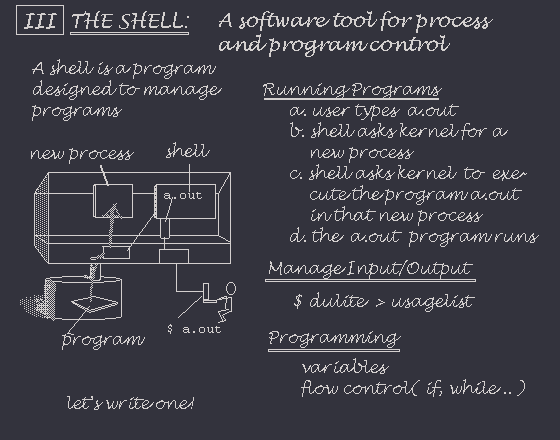 III THE SHELL: A software tool for process
and program control
A shell is a program
designed to manage
programs
new process
shell
a.out
program
$ a.out
let's write one!
Running Programs
a. user types a.out
b. shell asks kernel for a
new process
c. shell asks kernel to exe-
cute the program a.out
in that new process
d. the a.out program runs
Manage Input/Output
$ dulite > usagelist
Programming
variables
flow control( if, while . . )